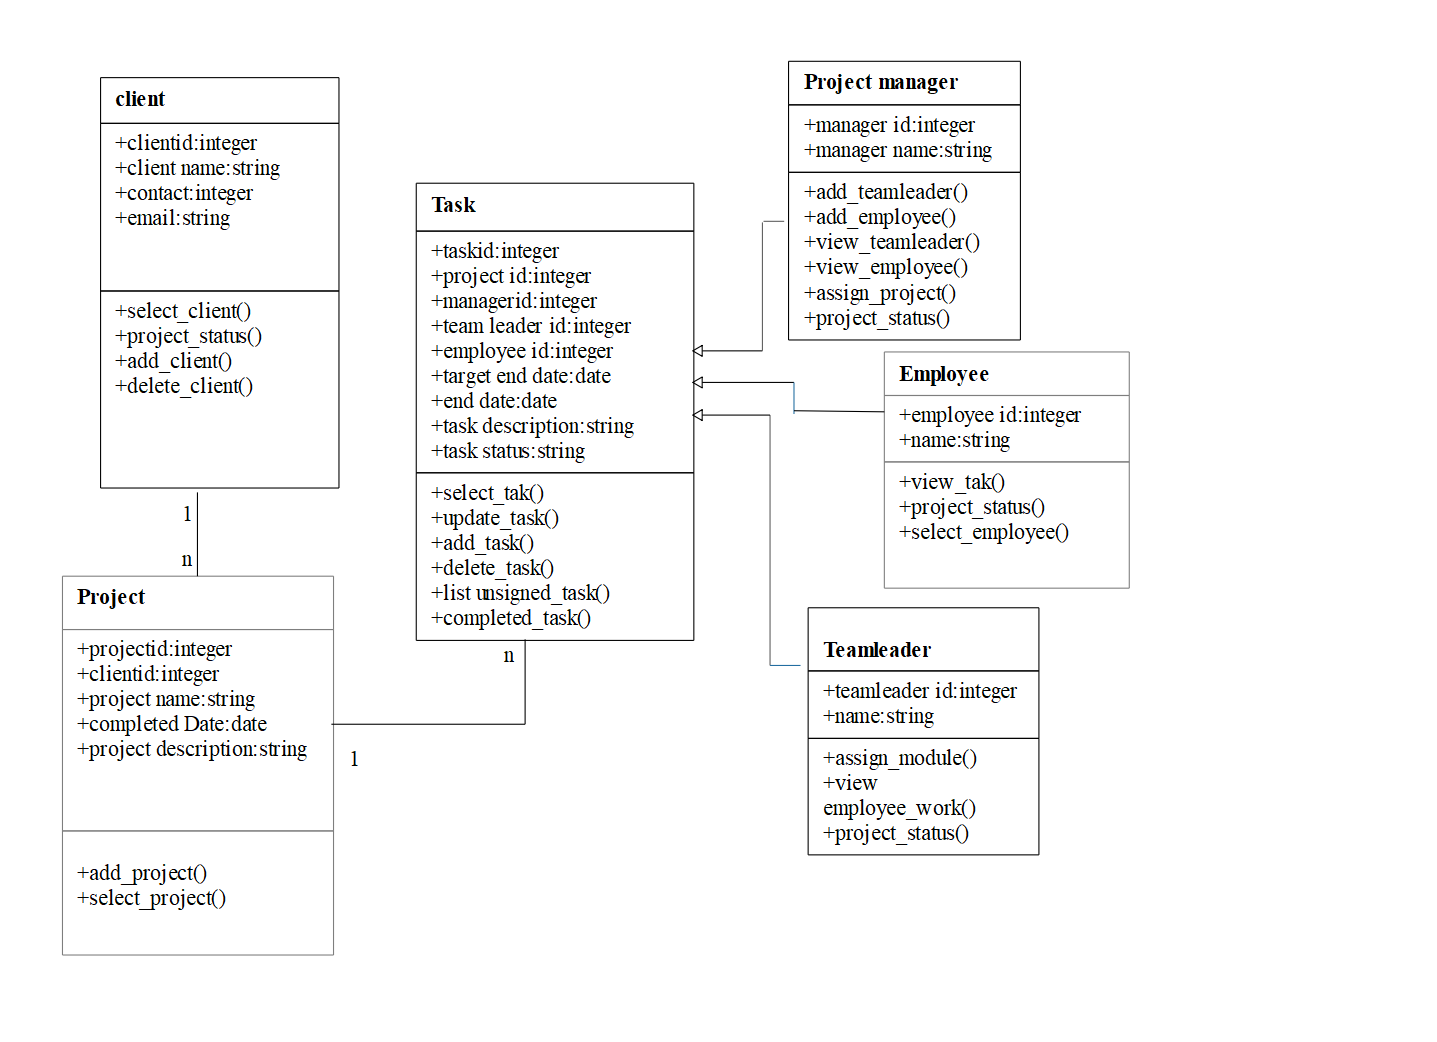 client
+clientid:integer
+client name:string
+contact:integer
+email:string
+select_client()
+project_status()
+add_client()
+delete_client()
1
n
Project
+projectid:integer
+clientid:integer
+project name:string
+completed Date:date
+project description:string
+add_project()
+select_project()
1
n
Task
+taskid:integer
+project id:integer
+managerid:integer
+team leader id:integer
+employee id:integer
+target end date:date
+end date:date
+task description:string
+task status:string
+select_tak()
+update_task()
+add_task()
+delete_task()
+list unsigned_task()
+completed_task()
Project manager
+manager id:integer
+manager name:string
+add_teamleader()
+add_employee()
+view_teamleader()
+view_employee()
+assign_project()
+project_status()
Employee
+employee id:integer
+name:string
+view_tak()
+project_status()
+select_employee()
Teamleader
+teamleader id:integer
+name:string
+assign_module()
+view
employee_work()
+project_status()